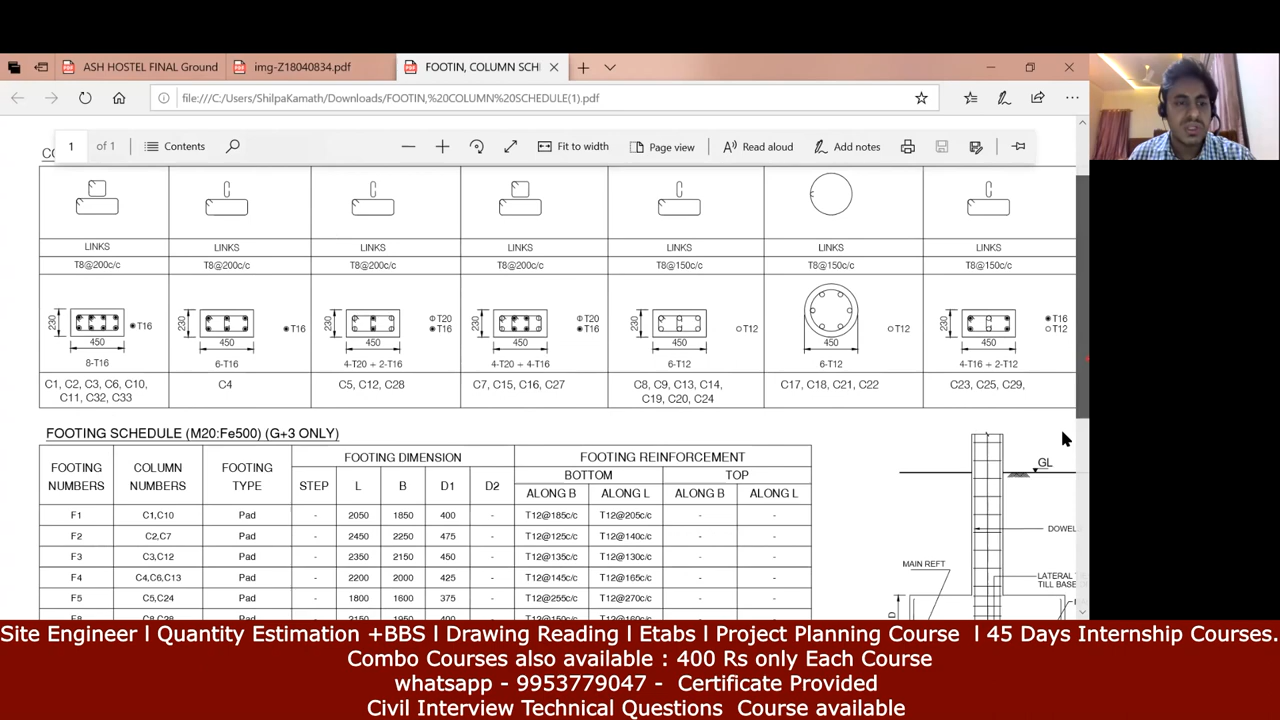 ASH HOSTEL FINAL Ground
img-Z18040834.pdf
FOOTIN, COLUMN SCH
file:///C:/Users/ShilpaKamath/Downloads/FOOTIN,%20COLUMN%20SCHEDULE(1).pdf
1 of 1 Contents Fit to width Page view Read aloud Add notes
LINKS LINKS LINKS LINKS LINKS LINKS LINKS
T8@200c/c T8@200c/c T8@200c/c T8@200c/c T8@150c/c T8@150c/c T8@150c/c
230 T16 230 T16 230 T20 T16 230 T20 T16 230 T12 T12 230 T16 T12
450 450 450 450 450 450 450
8-T16 6-T16 4-T20 + 2-T16 4-T20 + 4-T16 6-T12 6-T12 4-T16 + 2-T12
C1, C2, C3, C6, C10, C4 C5, C12, C28 C7, C15, C16, C27 C8, C9, C13, C14, C17, C18, C21, C22 C23, C25, C29,
C11, C32, C33 C19, C20, C24
FOOTING SCHEDULE (M20:Fe500) (G+3 ONLY)
FOOTING NUMBERS COLUMN NUMBERS FOOTING TYPE FOOTING DIMENSION FOOTING REINFORCEMENT
BOTTOM TOP
STEP L B D1 D2 ALONG B ALONG L ALONG B ALONG L
F1 C1,C10 Pad - 2050 1850 400 - T12@185c/c T12@205c/c - -
F2 C2,C7 Pad - 2450 2250 475 - T12@125c/c T12@140c/c - -
F3 C3,C12 Pad - 2350 2150 450 - T12@135c/c T12@130c/c - -
F4 C4,C6,C13 Pad - 2200 2000 425 - T12@145c/c T12@165c/c - -
F5 C5,C24 Pad - 1800 1600 375 - T12@255c/c T12@270c/c - -
GL
DOWEL
MAIN REFT
LATERAL
TILL BASE
D
Site Engineer l Quantity Estimation +BBS l Drawing Reading l Etabs l Project Planning Course l 45 Days Internship Courses.
Combo Courses also available : 400 Rs only Each Course
whatsapp - 9953779047 - Certificate Provided
Civil Interview Technical Questions Course available